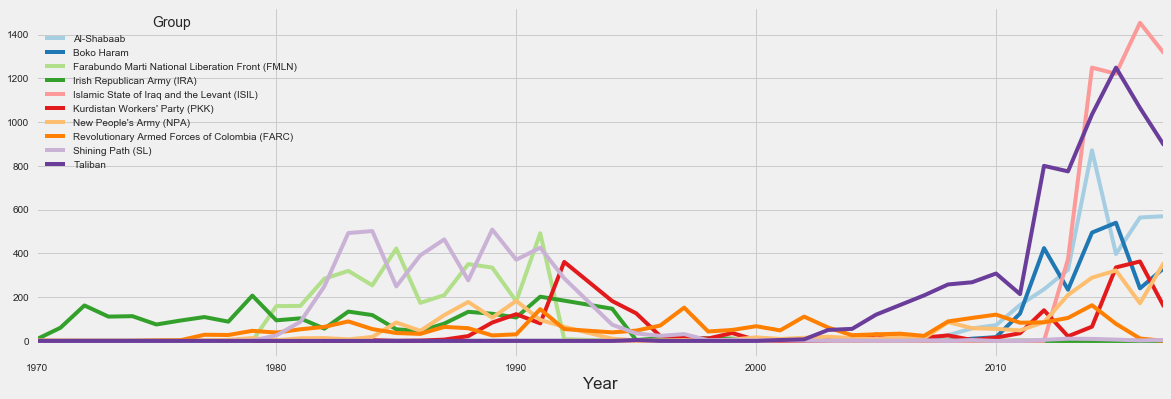 Group
Al-Shabaab
Boko Haram
Farabundo Marti National Liberation Front (FMLN)
Irish Republican Army (IRA)
Islamic State of Iraq and the Levant (ISIL)
Kurdistan Workers' Party (PKK)
New People's Army (NPA)
Revolutionary Armed Forces of Colombia (FARC)
Shining Path (SL)
Taliban
1400
1200
1000
800
600
400
200
0
1970 1980 1990 2000 2010
Year